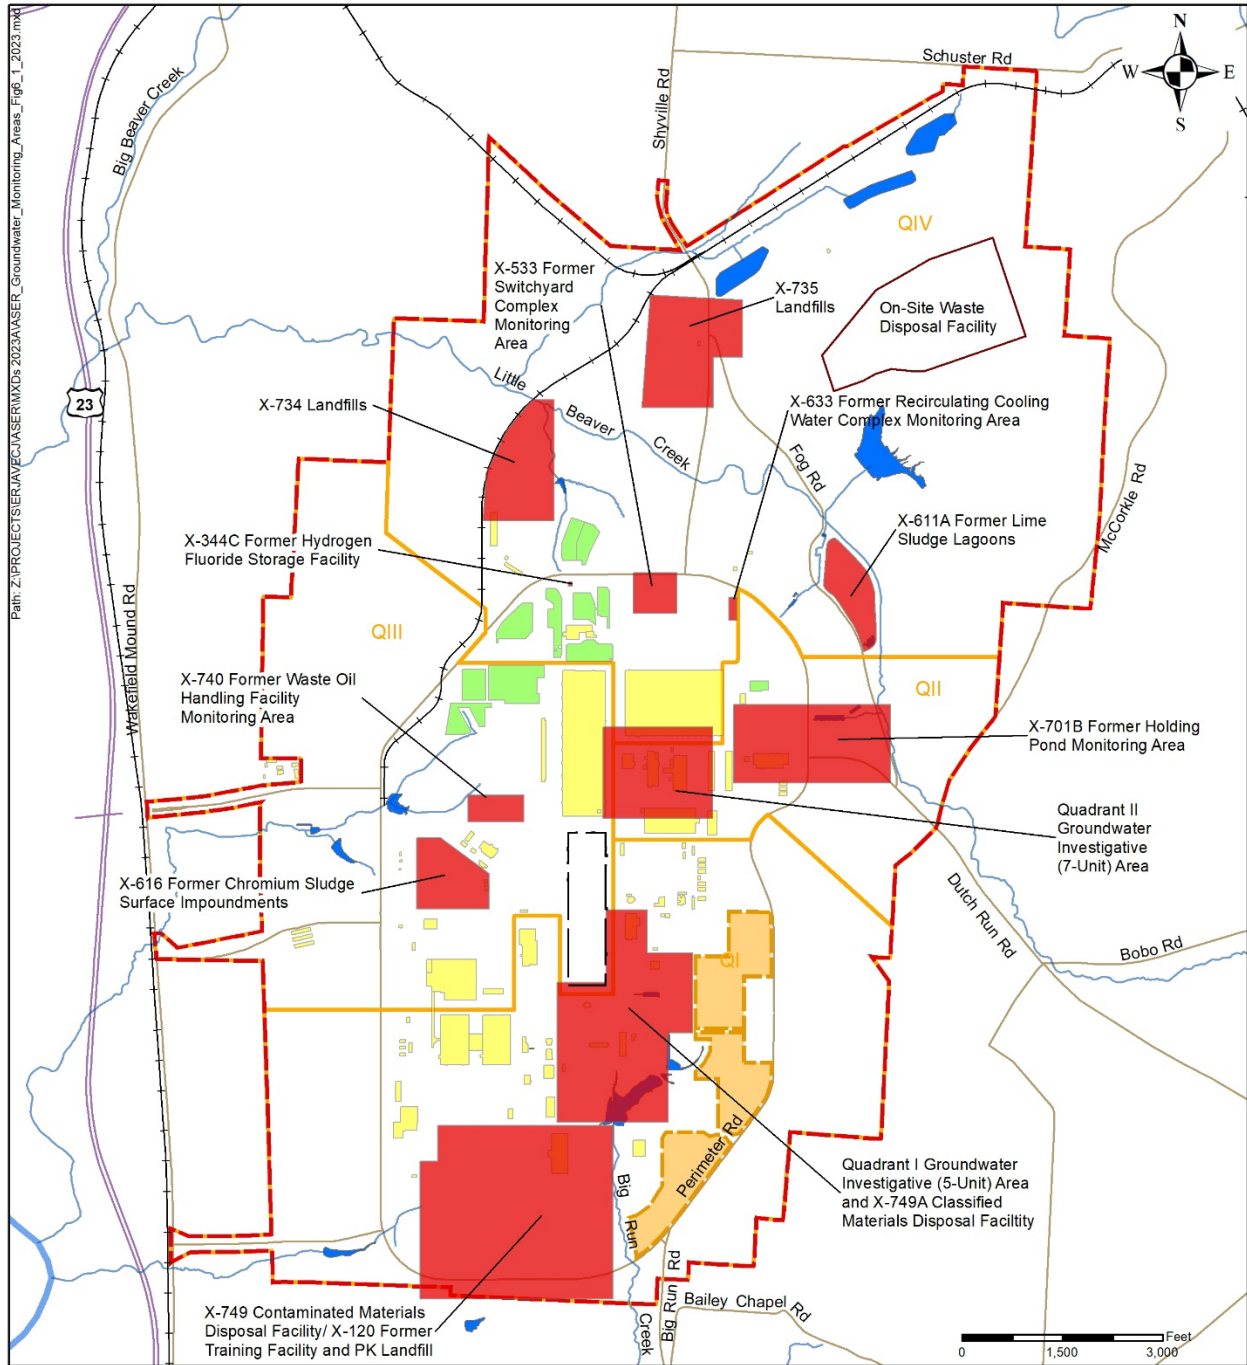 Path: Z:\PROJECTS\ERJAVECJ\ASER\MXDs 2023A\ASER_Groundwater_Monitoring_Areas_Fig6_1_2023.mxd
N
W
E
S
Schuster Rd
Shyville Rd
Big Beaver Creek
QIV
X-533 Former
Switchyard
Complex
Monitoring
Area
X-735
Landfills
On-Site Waste
Disposal Facility
23
Little
Beaver
Creek
X-734 Landfills
X-633 Former Recirculating Cooling
Water Complex Monitoring Area
Fog Rd
McCorkle Rd
X-611A Former Lime
Sludge Lagoons
X-344C Former Hydrogen
Fluoride Storage Facility
Wakefield Mound Rd
QIII
QII
X-740 Former Waste Oil
Handling Facility
Monitoring Area
X-701B Former Holding
Pond Monitoring Area
Quadrant II
Groundwater
Investigative
(7-Unit) Area
X-616 Former Chromium Sludge
Surface Impoundments
Dutch Run Rd
Bobo Rd
QI
Perimeter Rd
Quadrant I Groundwater
Investigative (5-Unit) Area
and X-749A Classified
Materials Disposal Faciltity
Big
Run
Creek
Big Run Rd
Bailey Chapel Rd
X-749 Contaminated Materials
Disposal Facility/ X-120 Former
Training Facility and PK Landfill
Feet
0 1,500 3,000